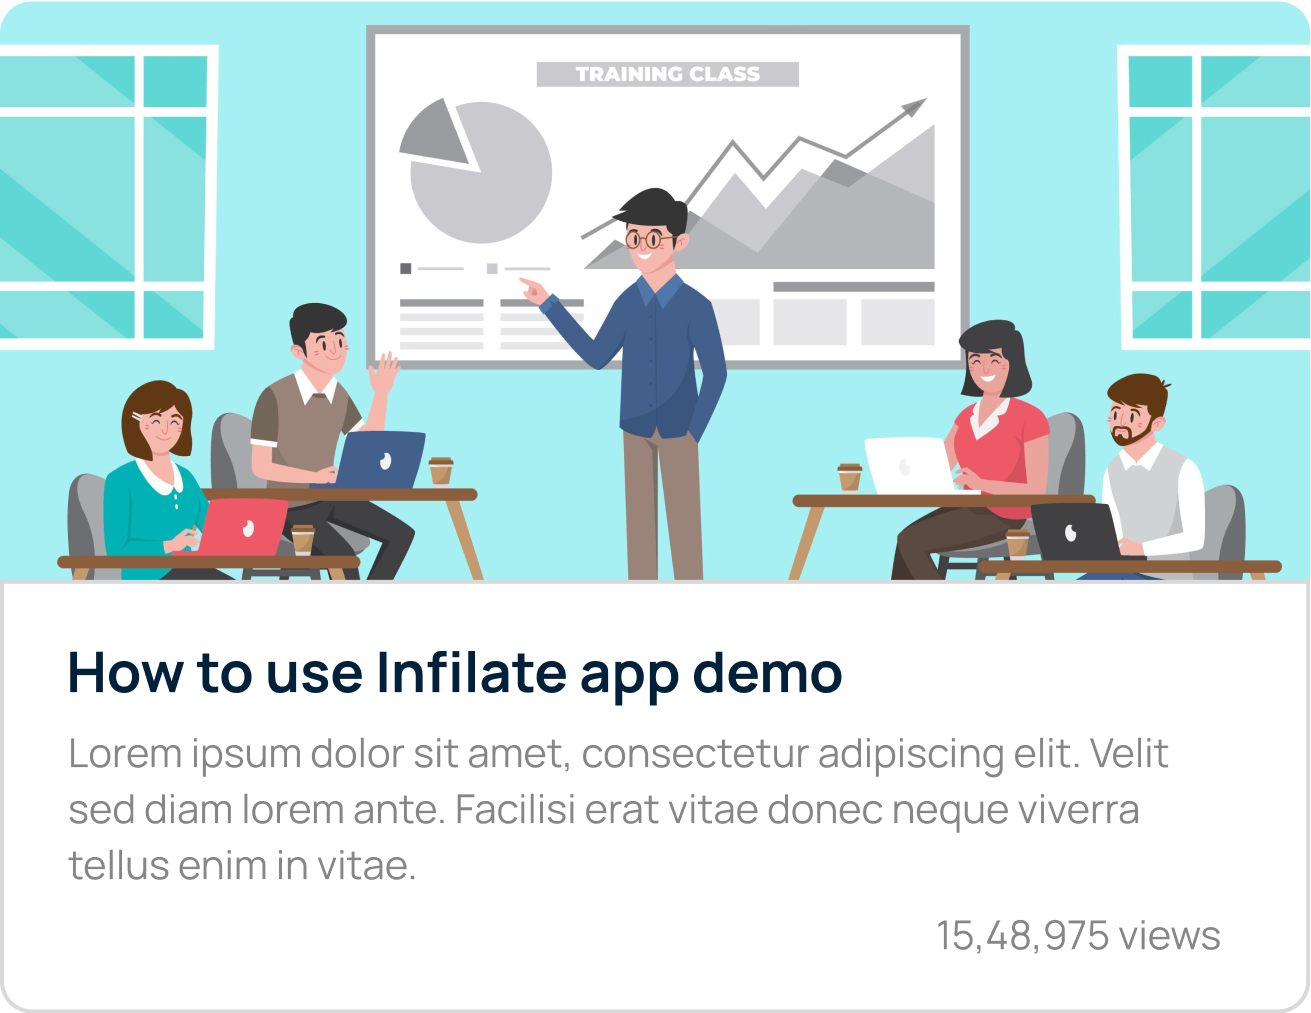 TRAINING CLASS
How to use Infilate app demo
Lorem ipsum dolor sit amet, consectetur adipiscing elit. Velit
sed diam lorem ante. Facilisi erat vitae donec neque viverra
tellus enim in vitae.
15,48,975 views